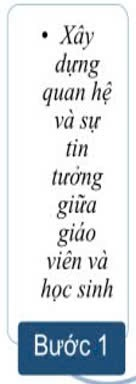 • Xây
dựng
quan hệ
và sự
tin
tưởng
giữa
giáo
viên và
học sinh
Bước 1